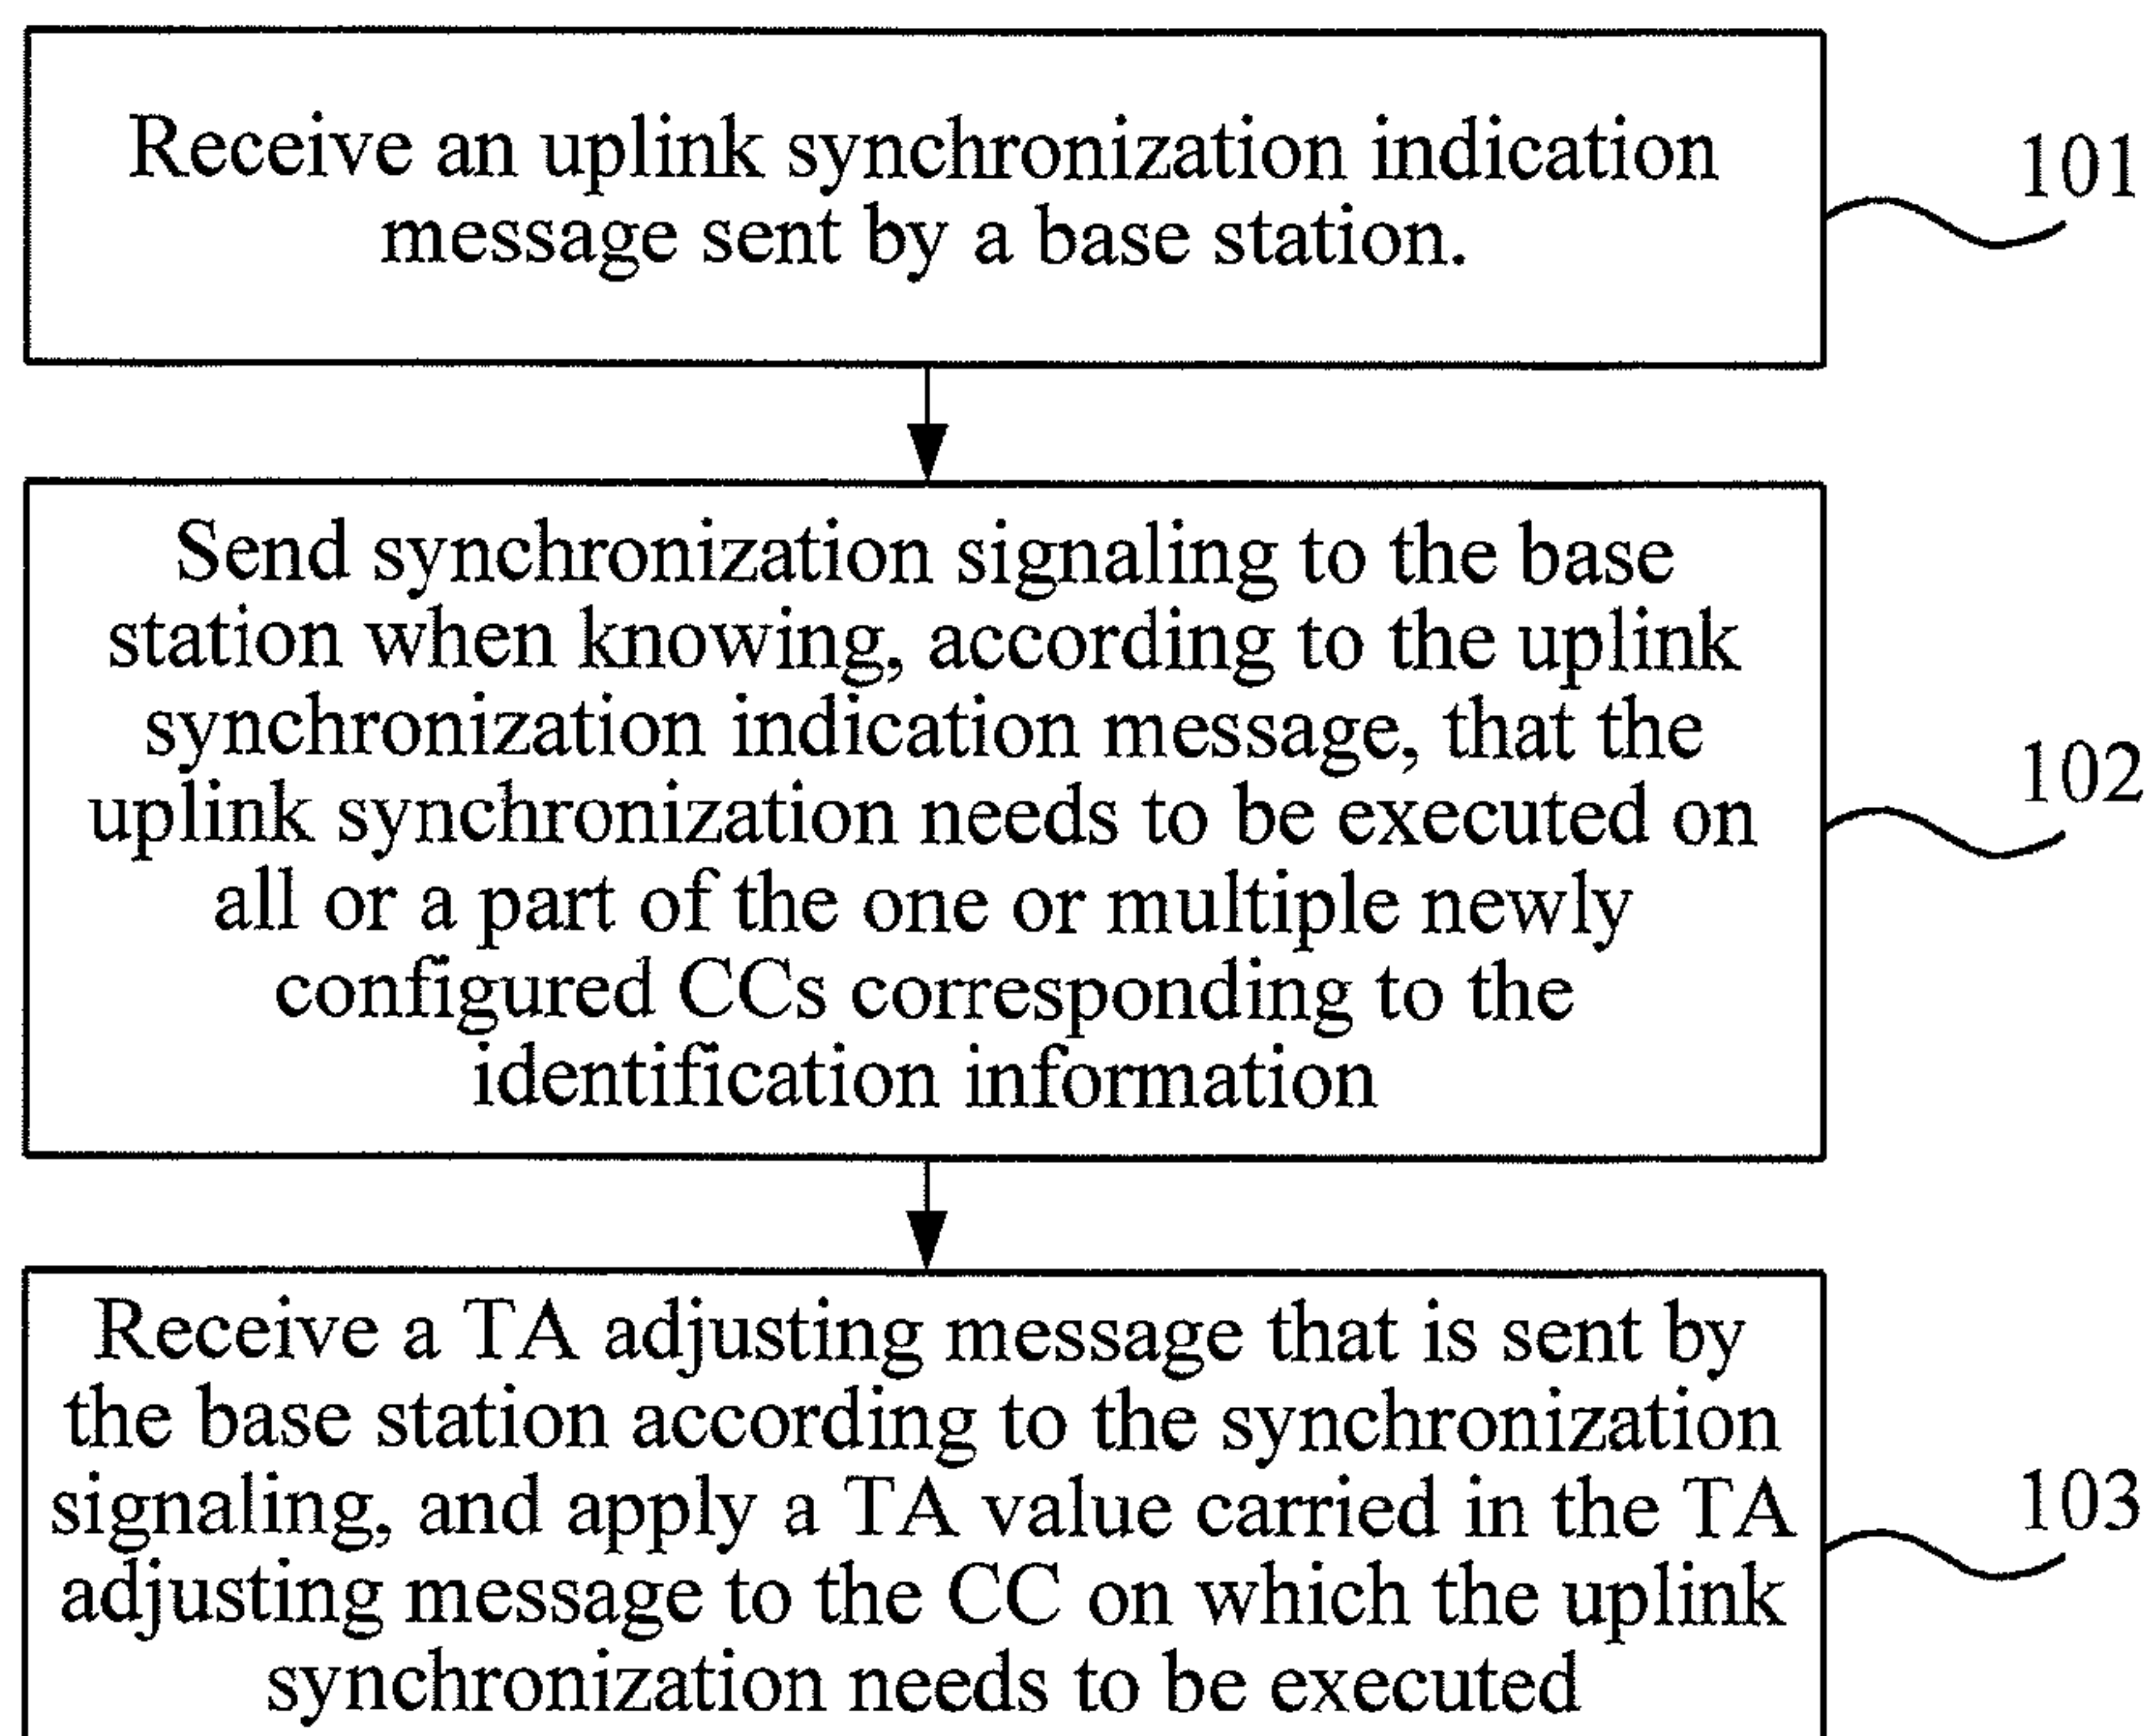 Receive an uplink synchronization indication
message sent by a base station.
101
Send synchronization signaling to the base
station when knowing, according to the uplink
synchronization indication message, that the
uplink synchronization needs to be executed on
all or a part of the one or multiple newly
configured CCs corresponding to the
identification information
102
Receive a TA adjusting message that is sent by
the base station according to the synchronization
signaling, and apply a TA value carried in the TA
adjusting message to the CC on which the uplink
synchronization needs to be executed
103